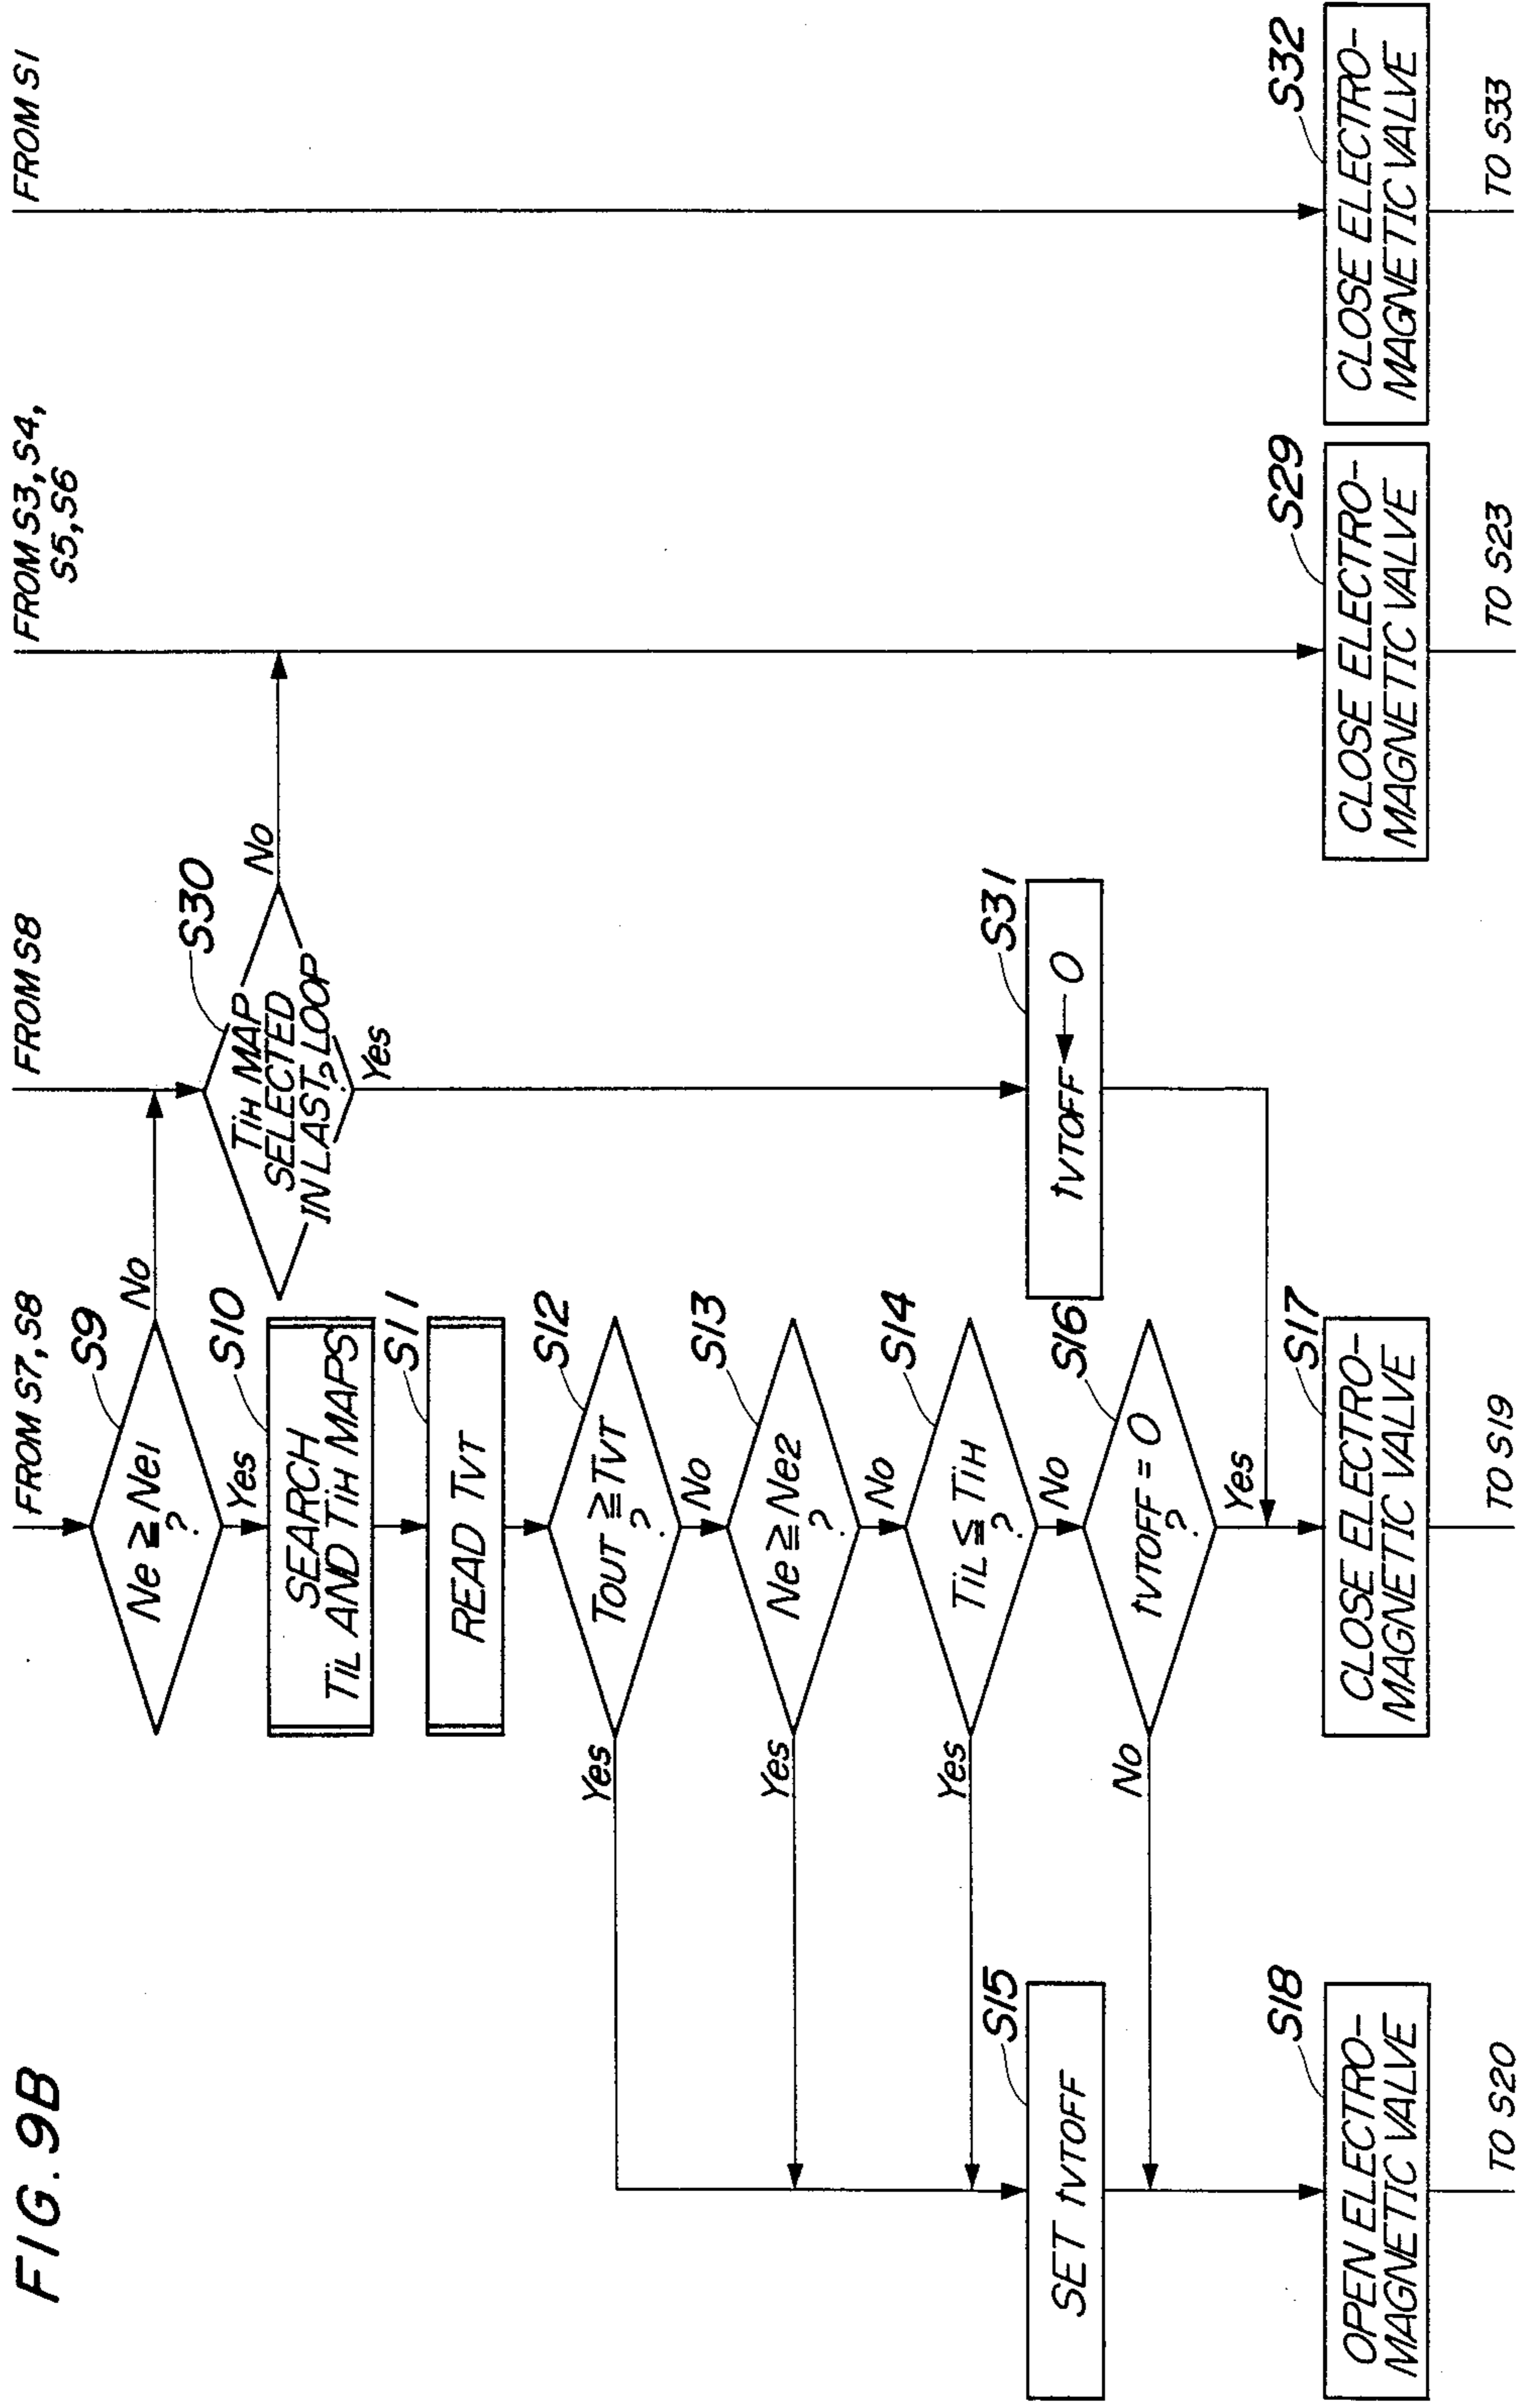 FIG. 9B
FROM S7, S8
FROM S8
FROM S3, S4,
S5, S6
FROM S1
S9
Ne ≧ Ne1
?
No
Yes
S10
SEARCH
TiL AND TiH MAPS
S11
READ TVT
S12
TOUT ≧ TVT
?
Yes
No
S13
Ne ≧ Ne2
?
Yes
No
S14
TiL ≦ TiH
?
Yes
No
S15
SET tVTOFF
S16
tVTOFF = 0
?
No
Yes
S30
TiH MAP
SELECTED
IN LAST LOOP
?
No
Yes
S31
tVTOFF ← 0
S18
OPEN ELECTRO-
MAGNETIC VALVE
S17
CLOSE ELECTRO-
MAGNETIC VALVE
S29
CLOSE ELECTRO-
MAGNETIC VALVE
S32
CLOSE ELECTRO-
MAGNETIC VALVE
TO S20
TO S19
TO S23
TO S33